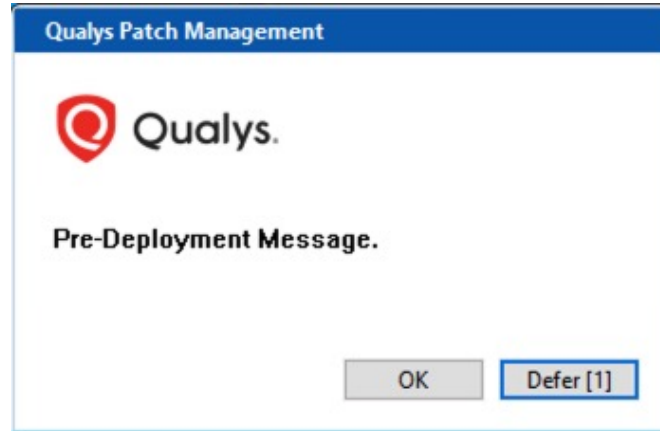 Qualys Patch Management
Qualys.
Pre-Deployment Message.
OK
Defer [1]